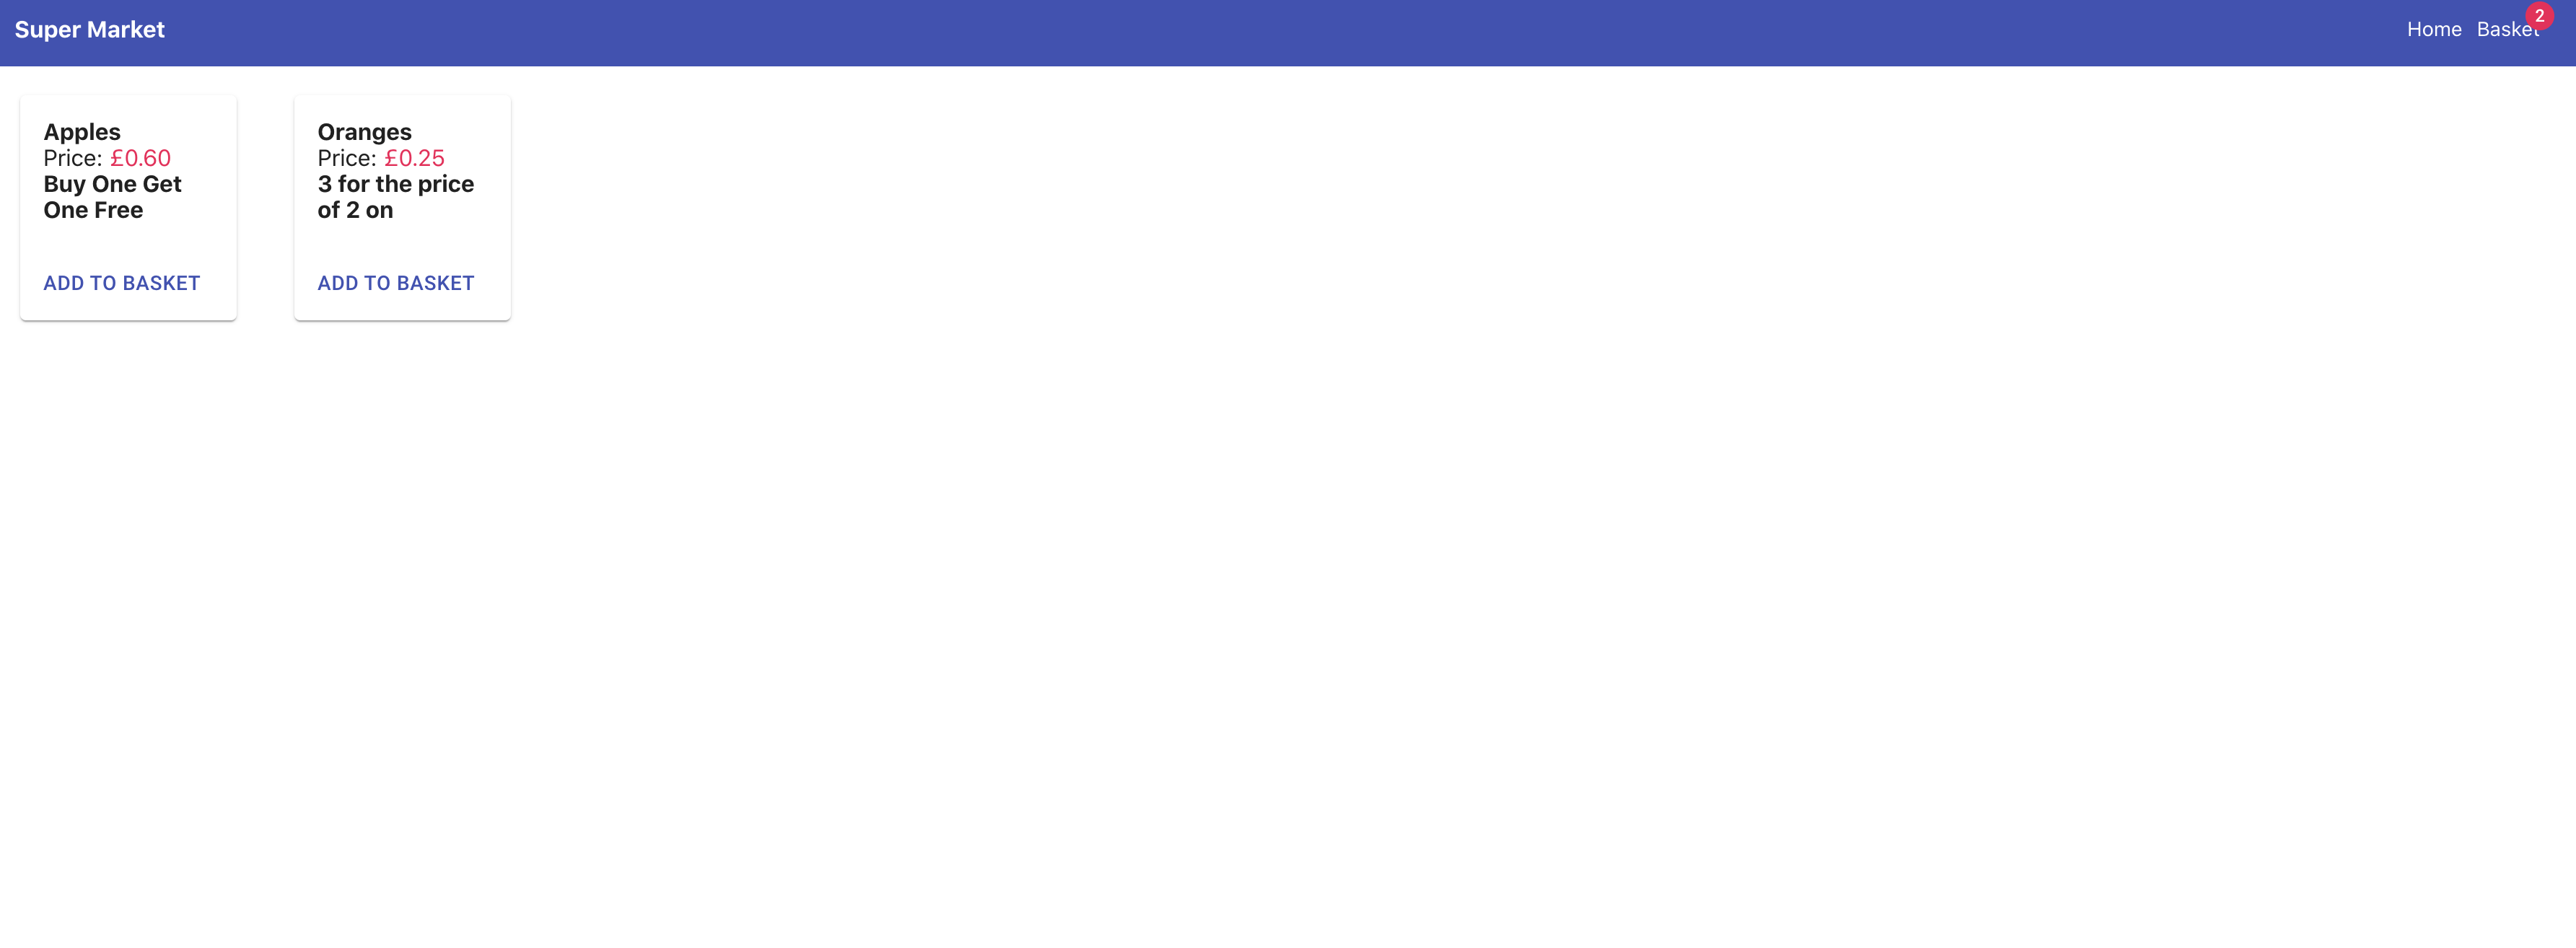 Super Market
Home Basket 2
Apples
Price: £0.60
Buy One Get
One Free
ADD TO BASKET
Oranges
Price: £0.25
3 for the price
of 2 on
ADD TO BASKET